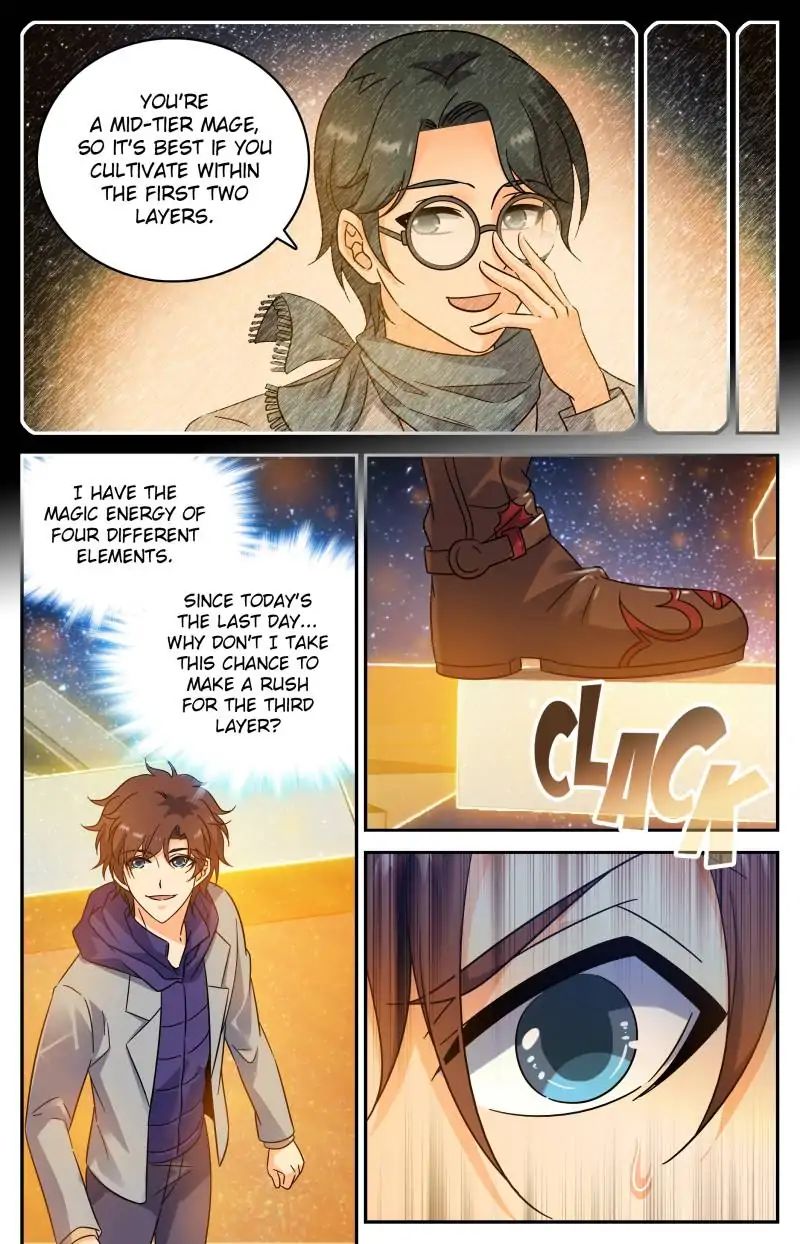 YOU'RE
A MID-TIER MAGE,
SO IT'S BEST IF YOU
CULTIVATE WITHIN
THE FIRST TWO
LAYERS.
I HAVE THE
MAGIC ENERGY OF
FOUR DIFFERENT
ELEMENTS.
SINCE TODAY'S
THE LAST DAY...
WHY DON'T I TAKE
THIS CHANCE TO
MAKE A RUSH
FOR THE THIRD
LAYER?
CLACK